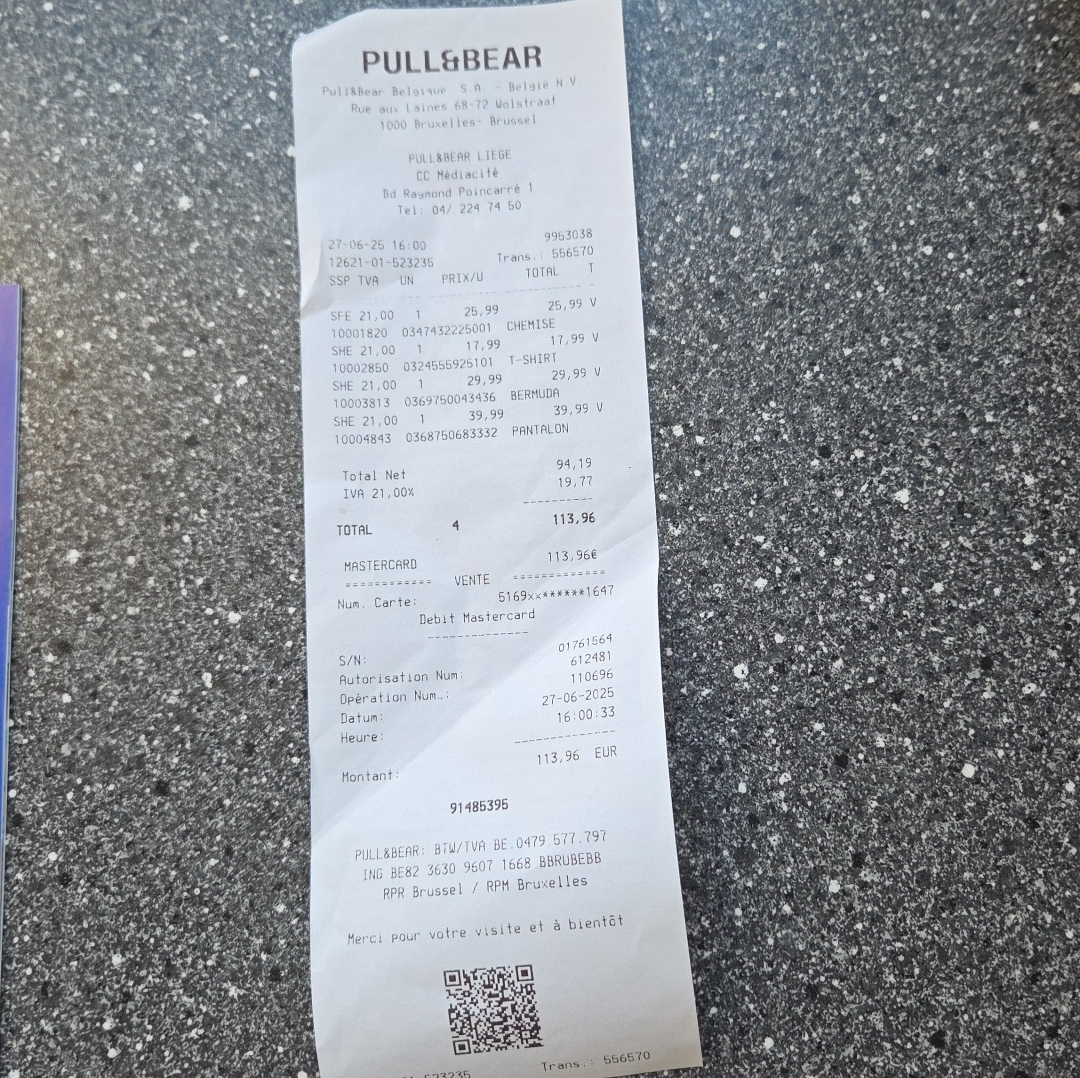 PULL&BEAR
Pull&Bear Belgique S.A. - België N.V.
Rue aux Laines 68-72 Wolstraat
1000 Bruxelles- Brussel
PULL&BEAR LIEGE
CC Médiacité
Bd Raymond Poincarré 1
Tel: 04/ 224 74 50
27-06-25 16:00 9953038
12621-01-523235 Trans.: 556570
SSP TVA UN PRIX/U TOTAL T
SFE 21,00 1 25,99 25,99 V
10001820 0347432225001 CHEMISE
SHE 21,00 1 17,99 17,99 V
10002850 0324555925101 T-SHIRT
SHE 21,00 1 29,99 29,99 V
10003813 0369750043436 BERMUDA
SHE 21,00 1 39,99 39,99 V
10004843 0368750683332 PANTALON
Total Net 94,19
IVA 21,00% 19,77
----------
TOTAL 4 113,96
MASTERCARD 113,96€
============ VENTE =============
Num. Carte: 5169xx******1647
Debit Mastercard
--------------
S/N: 01761564
Autorisation Num: 612481
Opération Num..: 110696
Datum: 27-06-2025
Heure: 16:00:33
--------------
Montant: 113,96 EUR
91485395
PULL&BEAR: BTW/TVA BE.0479.577.797
ING BE82 3630 9607 1668 BBRUBEBB
RPR Brussel / RPM Bruxelles
Merci pour votre visite et à bientôt
523235 Trans.: 556570